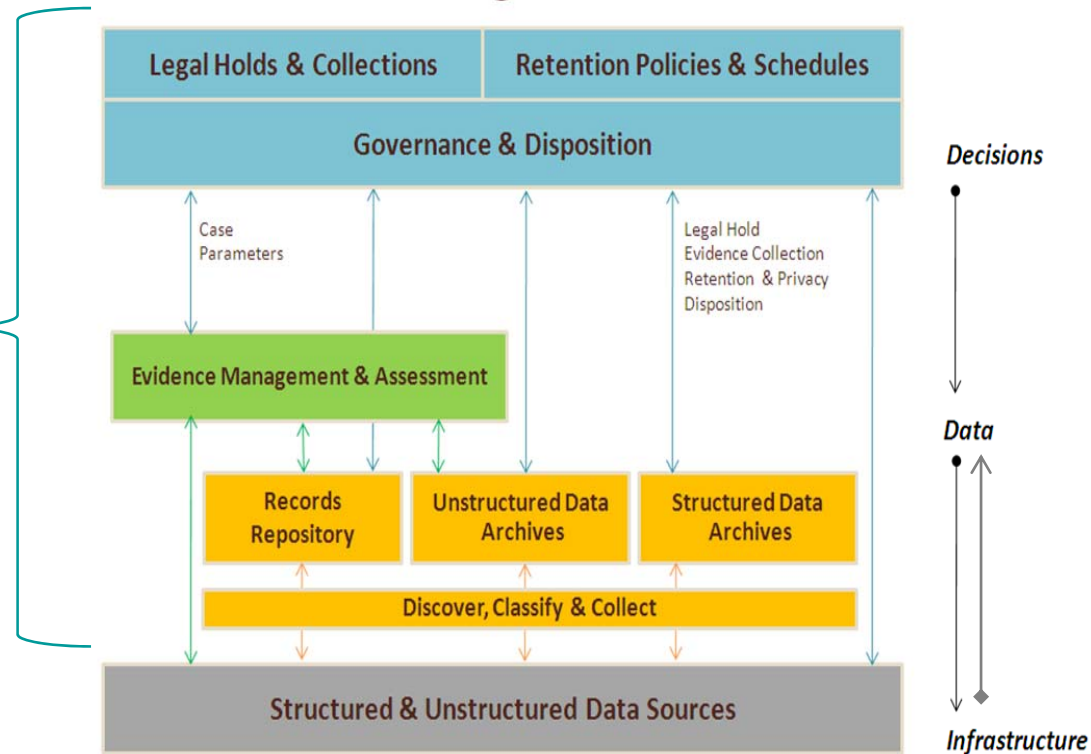 Legal Holds & Collections
Retention Policies & Schedules
Governance & Disposition
Decisions
Case
Parameters
Legal Hold
Evidence Collection
Retention & Privacy
Disposition
Evidence Management & Assessment
Data
Records
Repository
Unstructured Data
Archives
Structured Data
Archives
Discover, Classify & Collect
Structured & Unstructured Data Sources
Infrastructure